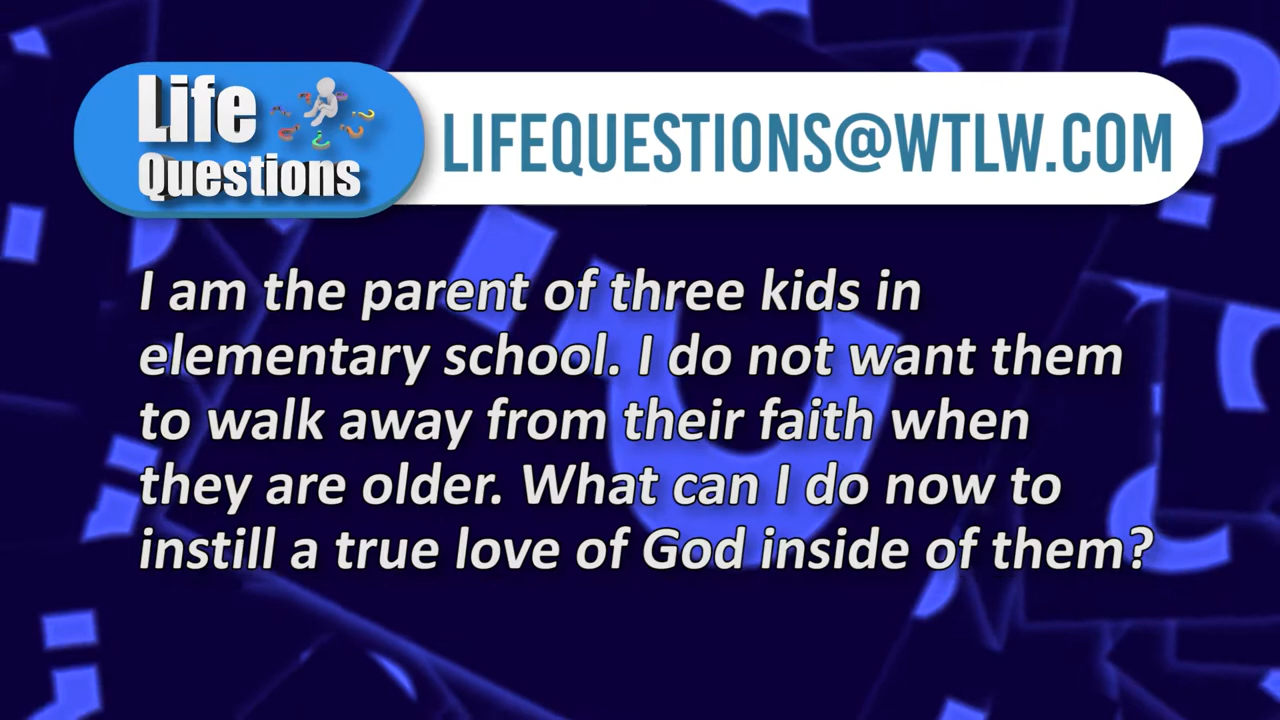 Life
Questions
LIFEQUESTIONS@WTLW.COM
I am the parent of three kids in
elementary school. I do not want them
to walk away from their faith when
they are older. What can I do now to
instill a true love of God inside of them?